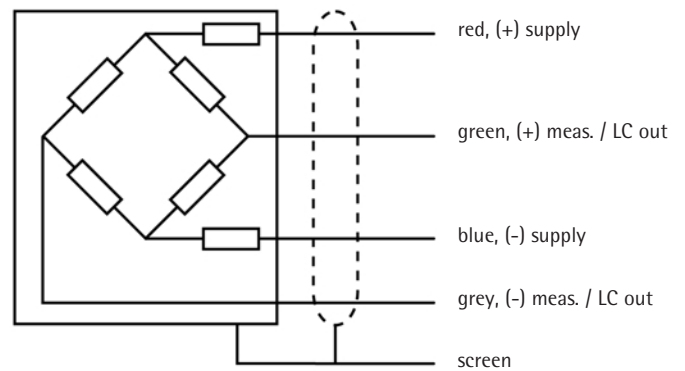 red, (+) supply
green, (+) meas. / LC out
blue, (-) supply
grey, (-) meas. / LC out
screen